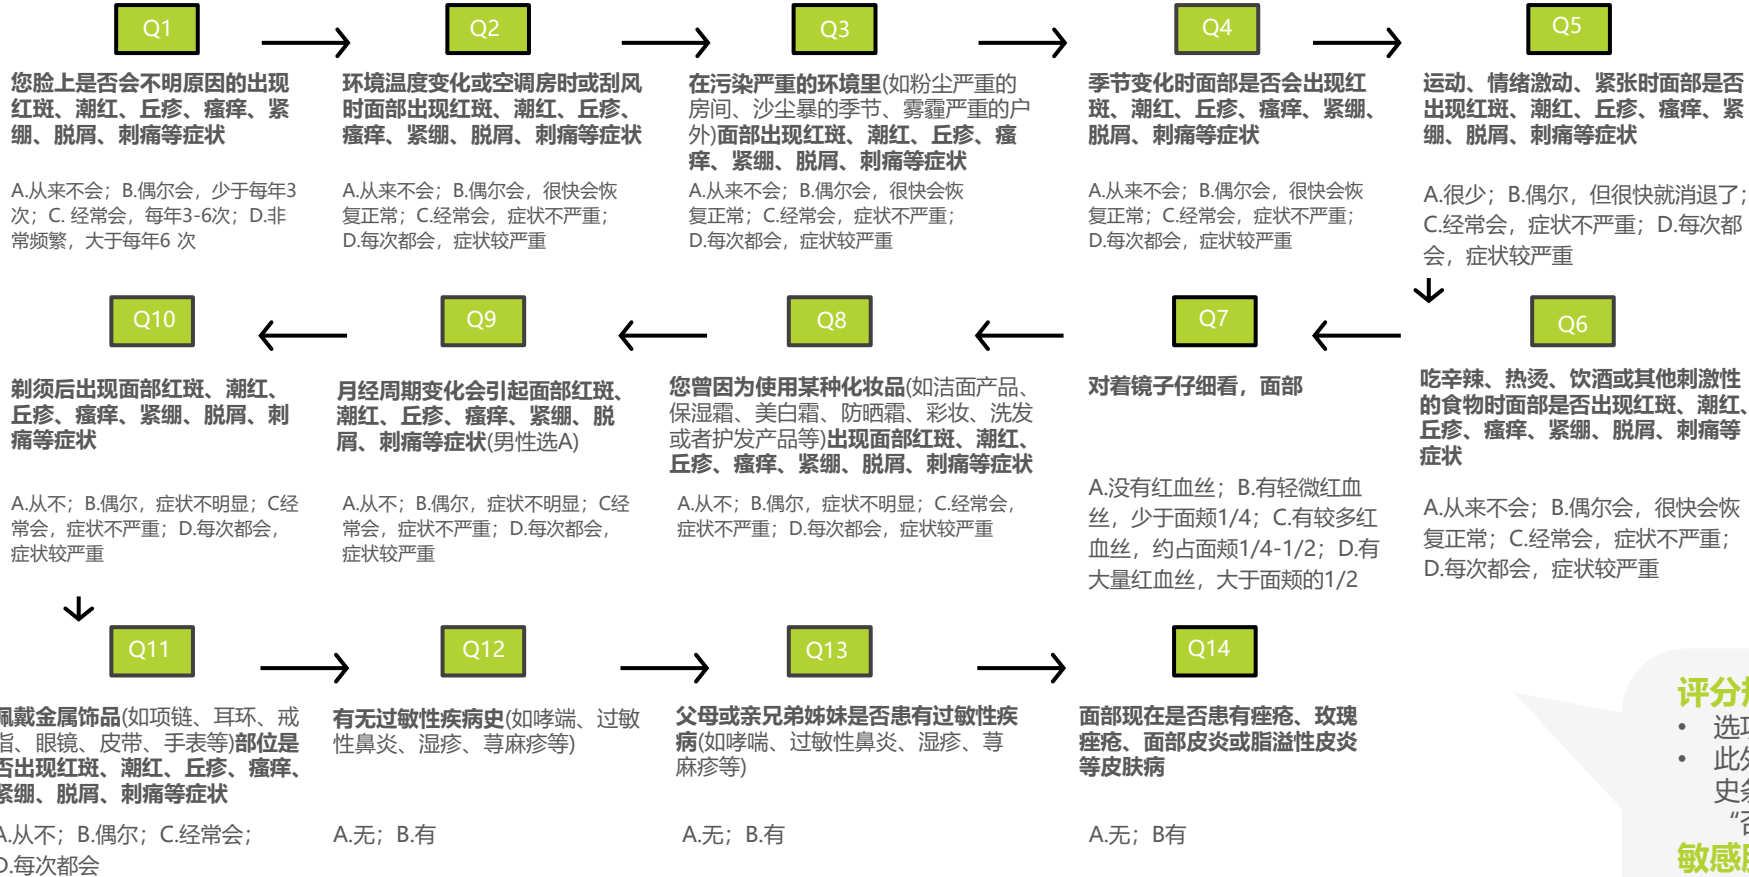 Q1
您脸上是否会不明原因的出现
红斑、潮红、丘疹、瘙痒、紧
绷、脱屑、刺痛等症状
A.从来不会；B.偶尔会，少于每年3
次；C. 经常会，每年3-6次；D.非
常频繁，大于每年6 次
Q2
环境温度变化或空调房时或刮风
时面部出现红斑、潮红、丘疹、
瘙痒、紧绷、脱屑、刺痛等症状
A.从来不会；B.偶尔会，很快会恢
复正常；C.经常会，症状不严重；
D.每次都会，症状较严重
Q3
在污染严重的环境里(如粉尘严重的
房间、沙尘暴的季节、雾霾严重的户
外)面部出现红斑、潮红、丘疹、瘙
痒、紧绷、脱屑、刺痛等症状
A.从来不会；B.偶尔会，很快会恢
复正常；C.经常会，症状不严重；
D.每次都会，症状较严重
Q4
季节变化时面部是否会出现红
斑、潮红、丘疹、瘙痒、紧绷、
脱屑、刺痛等症状
A.从来不会；B.偶尔会，很快会恢
复正常；C.经常会，症状不严重；
D.每次都会，症状较严重
Q5
运动、情绪激动、紧张时面部是否
出现红斑、潮红、丘疹、瘙痒、紧
绷、脱屑、刺痛等症状
A.很少；B.偶尔，但很快就消退了；
C.经常会，症状不严重；D.每次都
会，症状较严重
Q6
吃辛辣、热烫、饮酒或其他刺激性
的食物时面部是否出现红斑、潮红、
丘疹、瘙痒、紧绷、脱屑、刺痛等
症状
A.从来不会；B.偶尔会，很快会恢
复正常；C.经常会，症状不严重；
D.每次都会，症状较严重
Q7
对着镜子仔细看，面部
A.没有红血丝；B.有轻微红血
丝，少于面颊1/4；C.有较多红
血丝，约占面颊1/4-1/2；D.有
大量红血丝，大于面颊的1/2
Q8
您曾因为使用某种化妆品(如洁面产品、
保湿霜、美白霜、防晒霜、彩妆、洗发
或者护发产品等)出现面部红斑、潮红、
丘疹、瘙痒、紧绷、脱屑、刺痛等症状
A.从不；B.偶尔，症状不明显；C.经常会，
症状不严重；D.每次都会，症状较严重
Q9
月经周期变化会引起面部红斑、
潮红、丘疹、瘙痒、紧绷、脱
屑、刺痛等症状(男性选A)
A.从不；B.偶尔，症状不明显；C经
常会，症状不严重；D.每次都会，
症状较严重
Q10
剃须后出现面部红斑、潮红、
丘疹、瘙痒、紧绷、脱屑、刺
痛等症状
A.从不；B.偶尔，症状不明显；C经
常会，症状不严重；D.每次都会，
症状较严重
Q11
佩戴金属饰品(如项链、耳环、戒
指、眼镜、皮带、手表等)部位是
否出现红斑、潮红、丘疹、瘙痒、
紧绷、脱屑、刺痛等症状
A.从不；B.偶尔；C.经常会；
D.每次都会
Q12
有无过敏性疾病史(如哮端、过敏
性鼻炎、湿疹、荨麻疹等)
A.无；B.有
Q13
父母或亲兄弟姊妹是否患有过敏性疾
病(如哮喘、过敏性鼻炎、湿疹、荨
麻疹等)
A.无；B.有
Q14
面部现在是否患有痤疮、玫瑰
痤疮、面部皮炎或脂溢性皮炎
等皮肤病
A.无；B有
评分
• 选项
• 此外
史
敏感